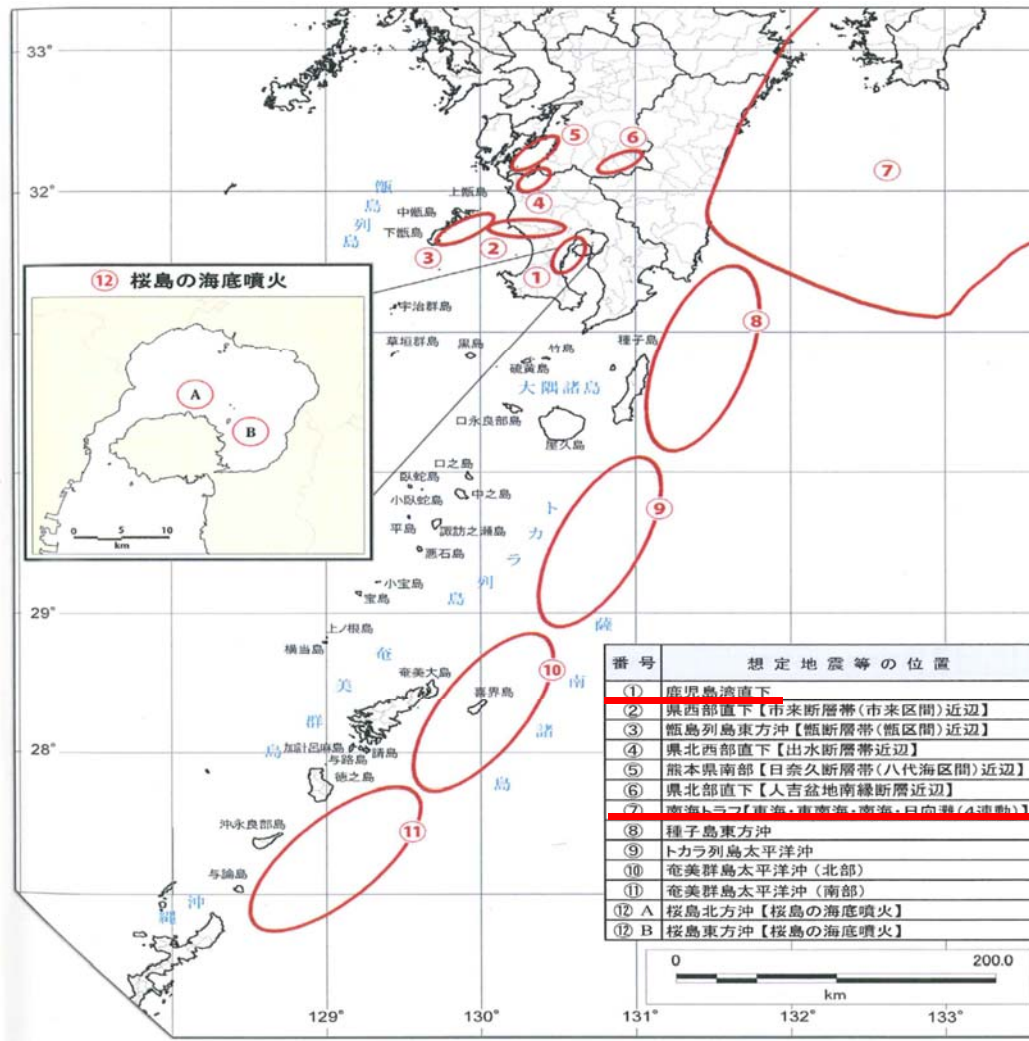 33°
32°
29°
28°
129°
130°
131°
132°
133°
⑤
⑥
⑦
④
②
③
①
⑧
⑨
⑩
⑪
上甑島
中甑島
下甑島
甑島列島
⑫ 桜島の海底噴火
A
B
0 5 10
km
宇治群島
草垣群島
黒島
竹島
硫黄島
種子島
大隅諸島
口永良部島
屋久島
口之島
臥蛇島
中之島
小臥蛇島
平島
諏訪之瀬島
悪石島
トカラ列島
小宝島
宝島
上ノ根島
横当島
奄美大島
喜界島
奄美群島
薩南諸島
加計呂麻島
請島
与路島
徳之島
沖永良部島
与論島
沖縄
番号 想定地震等の位置
① 鹿児島湾直下
② 県西部直下【市来断層帯(市来区間)近辺】
③ 甑島列島東方沖【甑断層帯(甑区間)近辺】
④ 県北西部直下【出水断層帯近辺】
⑤ 熊本県南部【日奈久断層帯(八代海区間)近辺】
⑥ 県北部直下【人吉盆地南縁断層近辺】
⑦ 南海トラフ【東海・東南海・南海・日向灘(4連動)】
⑧ 種子島東方沖
⑨ トカラ列島太平洋沖
⑩ 奄美群島太平洋沖(北部)
⑪ 奄美群島太平洋沖(南部)
⑫ A 桜島北方沖【桜島の海底噴火】
⑫ B 桜島東方沖【桜島の海底噴火】
0 200.0
km